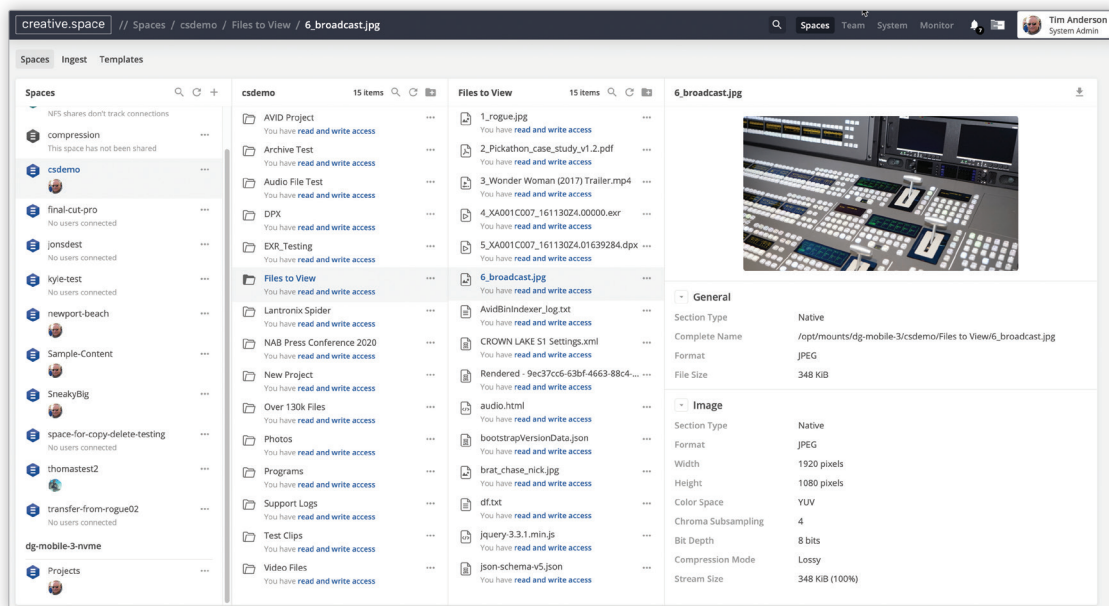 creative.space // Spaces / csdemo / Files to View / 6_broadcast.jpg
Spaces Team System Monitor
Tim Anderson
System Admin
Spaces Ingest Templates
Spaces
NFS shares don't track connections
compression
This space has not been shared
csdemo
final-cut-pro
No users connected
jonsdest
No users connected
kyle-test
No users connected
newport-beach
Sample-Content
SneakyBig
space-for-copy-delete-testing
No users connected
thomastest2
transfer-from-rogue02
No users connected
dg-mobile-3-nvme
Projects
csdemo 15 items
AVID Project
You have read and write access
Archive Test
You have read and write access
Audio File Test
You have read and write access
DPX
You have read and write access
EXR_Testing
You have read and write access
Files to View
You have read and write access
Lantronix Spider
You have read and write access
NAB Press Conference 2020
You have read and write access
New Project
You have read and write access
Over 130k Files
You have read and write access
Photos
You have read and write access
Programs
You have read and write access
Support Logs
You have read and write access
Test Clips
You have read and write access
Video Files
You have read and write access
Files to View 15 items
1_rogue.jpg
You have read and write access
2_Pickathon_case_study_v1.2.pdf
You have read and write access
3_Wonder Woman (2017) Trailer.mp4
You have read and write access
4_XA001C007_161130Z4.00000.exr
You have read and write access
5_XA001C007_161130Z4.01639284.dpx
You have read and write access
6_broadcast.jpg
You have read and write access
AvidBinIndexer_log.txt
You have read and write access
CROWN LAKE S1 Settings.xml
You have read and write access
Rendered - 9ec37cc6-63bf-4663-88c4-...
You have read and write access
audio.html
You have read and write access
bootstrapVersionData.json
You have read and write access
brat_chase_nick.jpg
You have read and write access
df.txt
You have read and write access
jquery-3.3.1.min.js
You have read and write access
json-schema-v5.json
You have read and write access
6_broadcast.jpg
General
Section Type Native
Complete Name /opt/mounts/dg-mobile-3/csdemo/Files to View/6_broadcast.jpg
Format JPEG
File Size 348 KiB
Image
Section Type Native
Format JPEG
Width 1920 pixels
Height 1080 pixels
Color Space YUV
Chroma Subsampling 4
Bit Depth 8 bits
Compression Mode Lossy
Stream Size 348 KiB (100%)